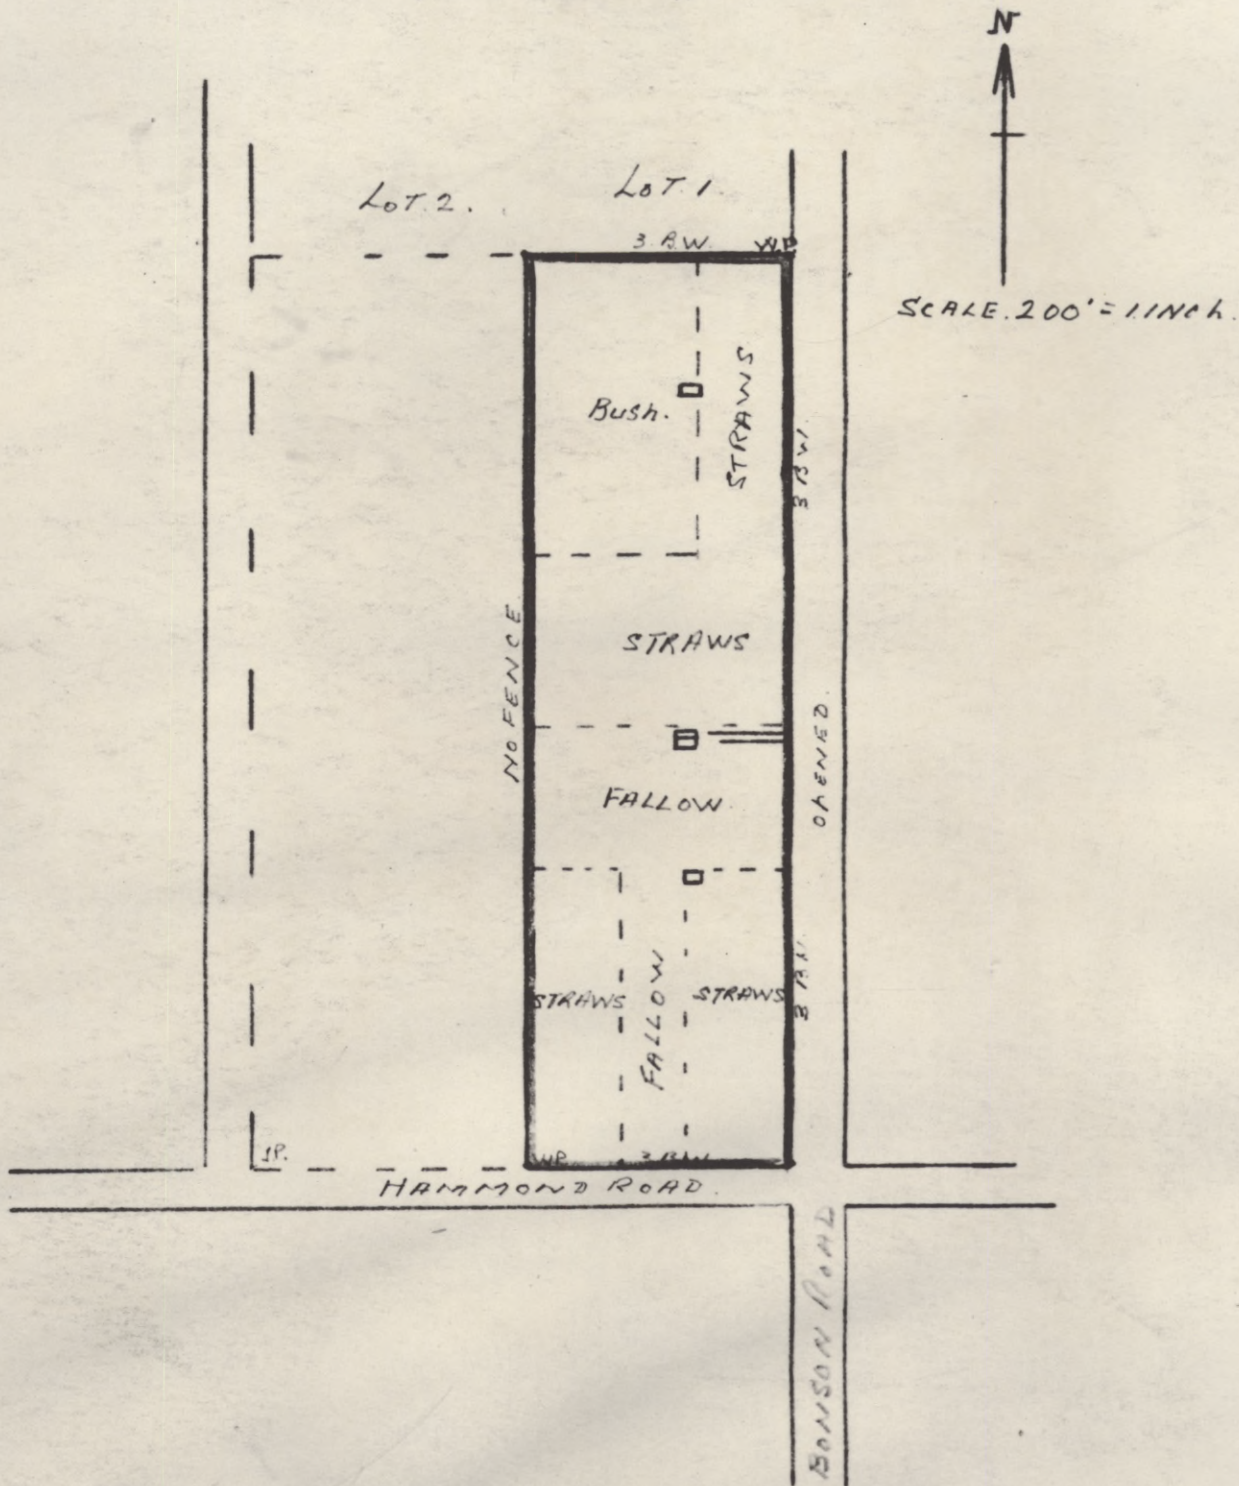 N
LOT. 2.
LOT. 1.
3 B.W. W.P.
SCALE. 200' = 1. INCH.
Bush.
STRAWS
3 B W.
STRAWS
NO FENCE
OPENED.
FALLOW.
STRAWS
FALLOW
STRAWS
3 B W.
I.P.
W.P.
3 B.W.
HAMMOND ROAD.
BONSON ROAD